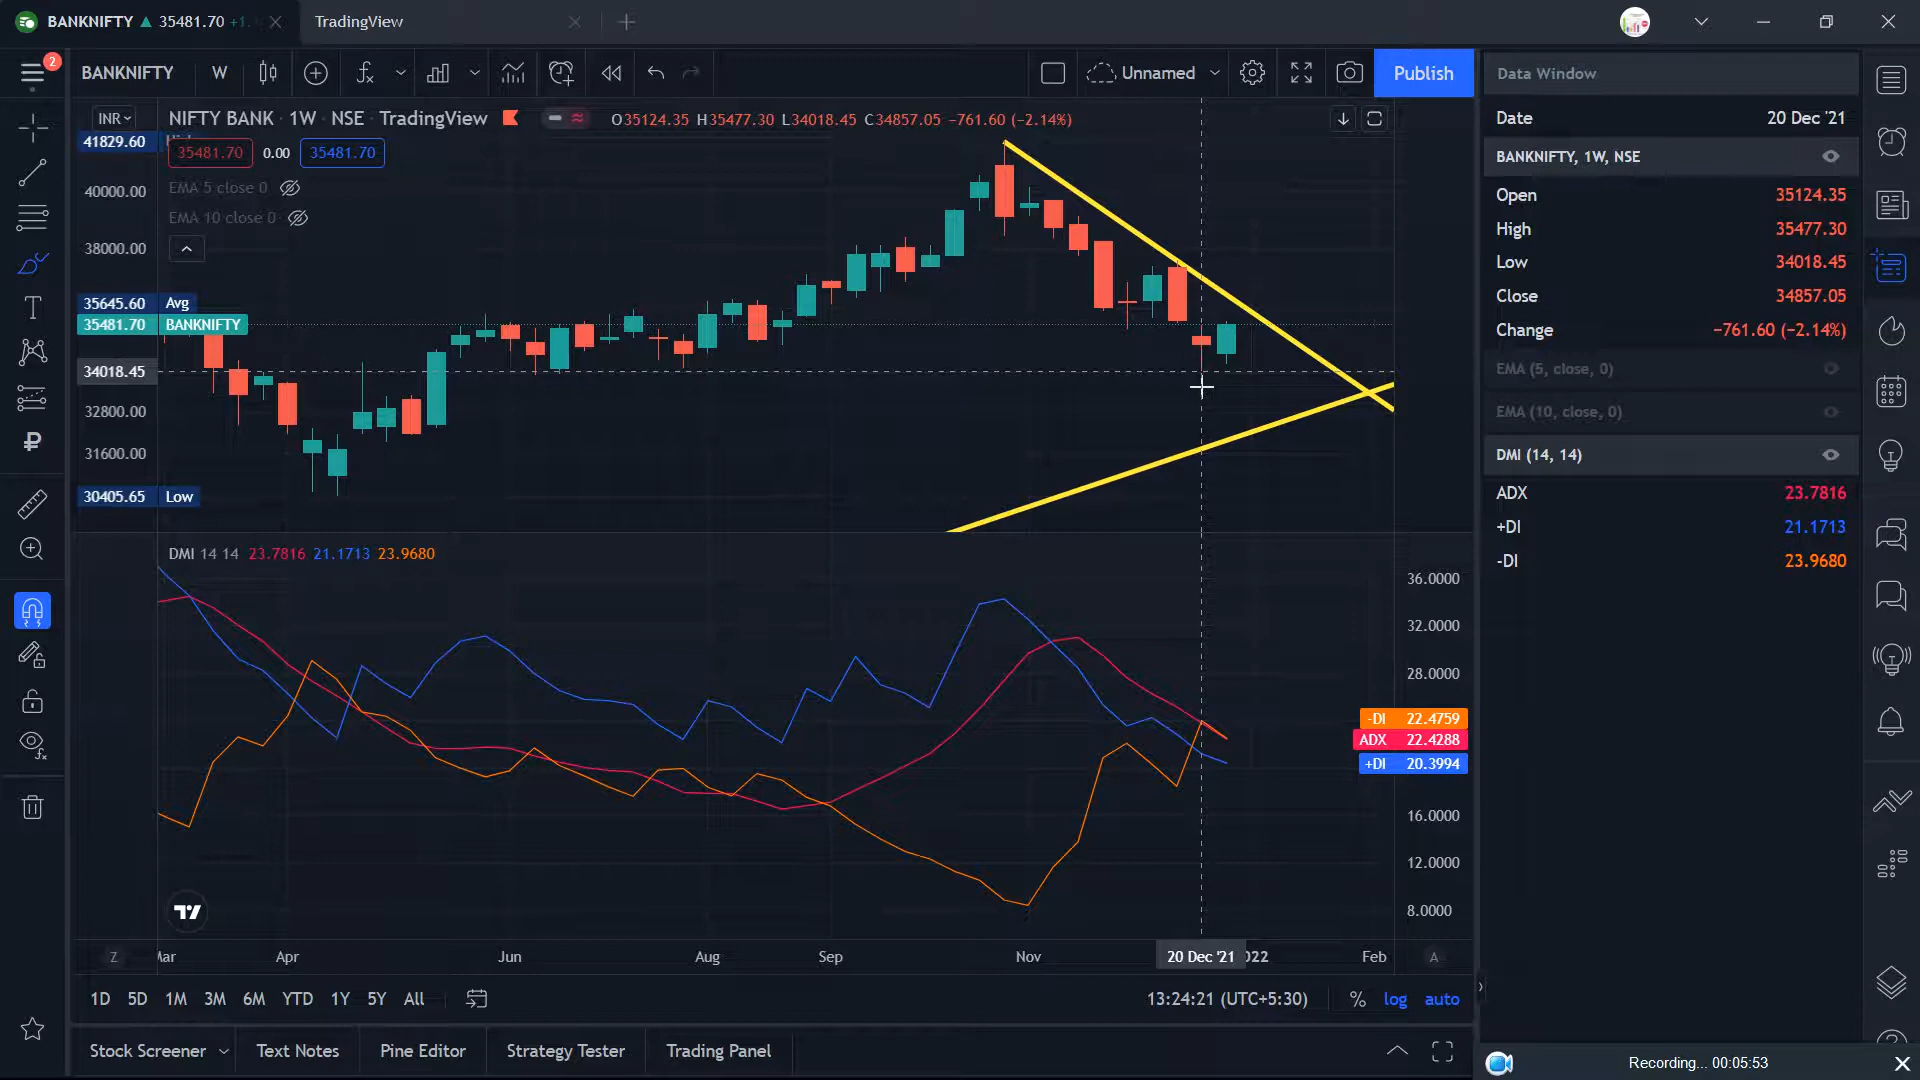 BANKNIFTY ▲ 35481.70 +1.
TradingView
2
BANKNIFTY W
Unnamed
Publish
INR
NIFTY BANK · 1W · NSE · TradingView
O35124.35 H35477.30 L34018.45 C34857.05 −761.60 (−2.14%)
35481.70 0.00 35481.70
EMA 5 close 0
EMA 10 close 0
41829.60
40000.00
38000.00
35645.60 Avg
35481.70 BANKNIFTY
34018.45
32800.00
31600.00
30405.65 Low
DMI 14 14 23.7816 21.1713 23.9680
36.0000
32.0000
28.0000
-DI 22.4759
ADX 22.4288
+DI 20.3994
16.0000
12.0000
8.0000
Z
Apr
Jun
Aug
Sep
Nov
20 Dec '21
Feb
A
1D 5D 1M 3M 6M YTD 1Y 5Y All
13:24:21 (UTC+5:30)
% log auto
Stock Screener
Text Notes
Pine Editor
Strategy Tester
Trading Panel
Data Window
Date 20 Dec '21
BANKNIFTY, 1W, NSE
Open 35124.35
High 35477.30
Low 34018.45
Close 34857.05
Change −761.60 (−2.14%)
EMA (5, close, 0)
EMA (10, close, 0)
DMI (14, 14)
ADX 23.7816
+DI 21.1713
-DI 23.9680
Recording... 00:05:53